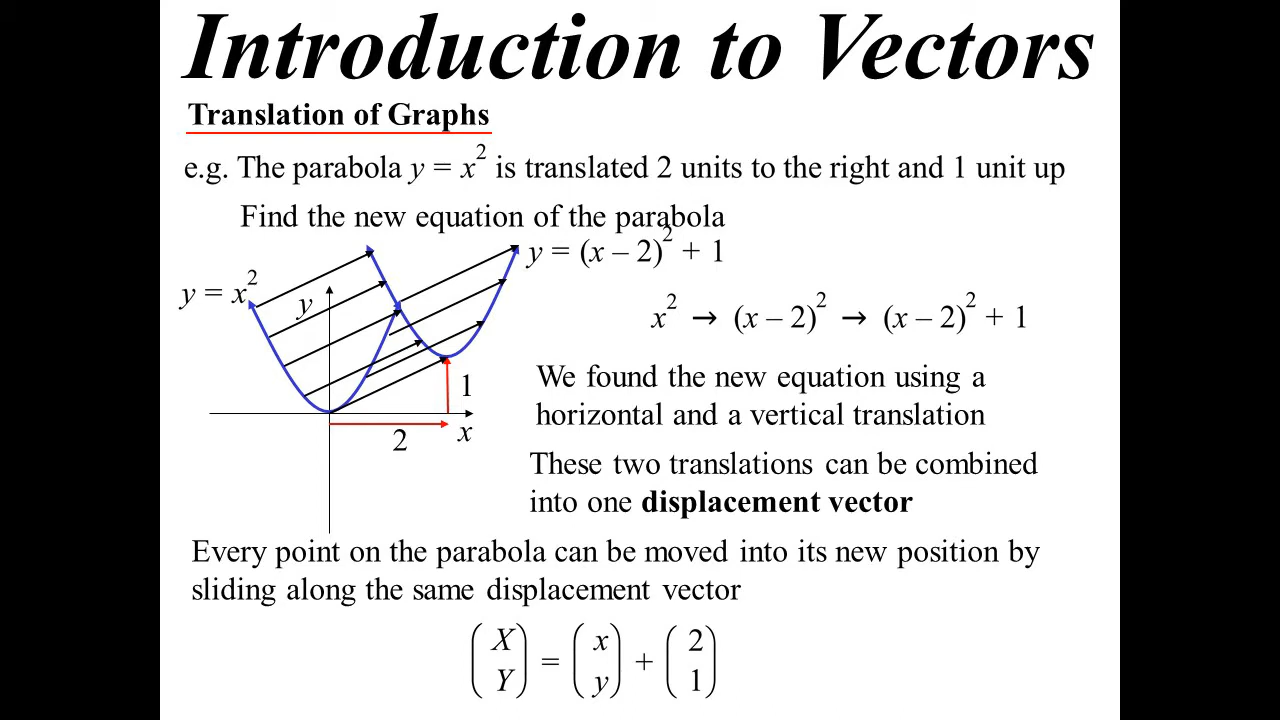 Introduction to Vectors
Translation of Graphs
e.g. The parabola y = x² is translated 2 units to the right and 1 unit up
Find the new equation of the parabola
y = (x – 2)² + 1
y = x²
y
x² → (x – 2)² → (x – 2)² + 1
We found the new equation using a
horizontal and a vertical translation
1
x
2
These two translations can be combined
into one displacement vector
Every point on the parabola can be moved into its new position by
sliding along the same displacement vector
(X) = (x) + (2)
(Y) (y) (1)